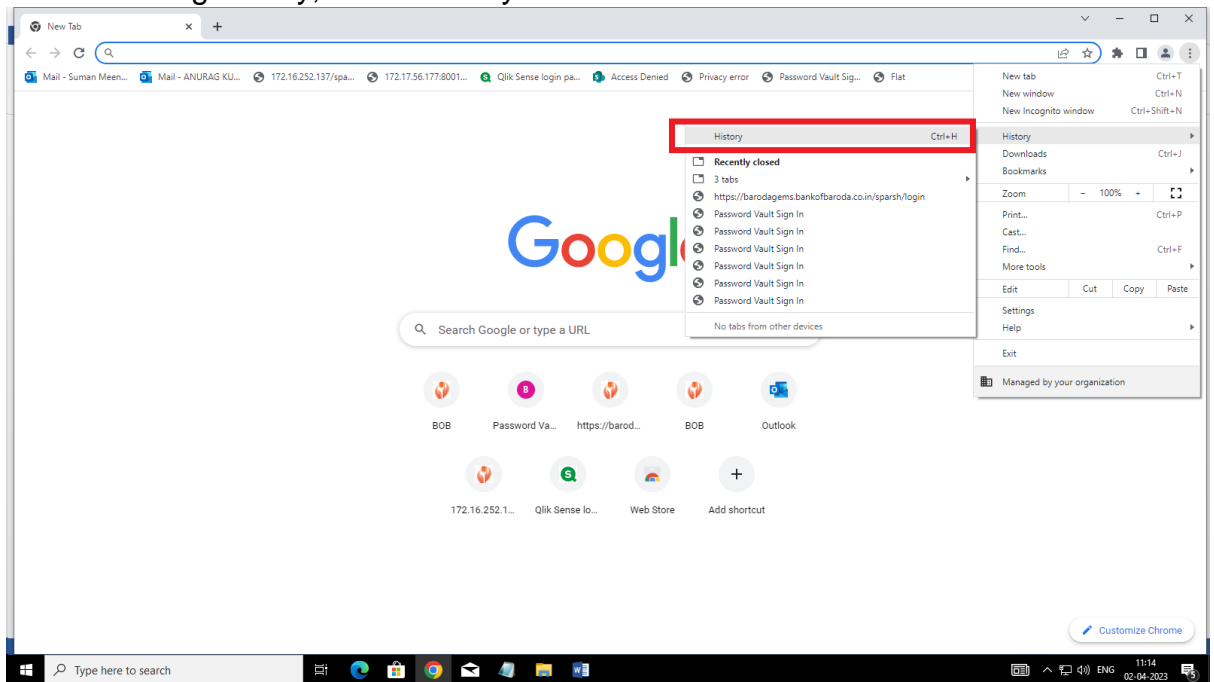 New Tab
Mail - Suman Meen... Mail - ANURAG KU... 172.16.252.137/spa... 172.17.56.177:8001... Qlik Sense login pa... Access Denied Privacy error Password Vault Sig... Flat
New tab Ctrl+T
New window Ctrl+N
New Incognito window Ctrl+Shift+N
History Ctrl+H
History
Recently closed
Downloads Ctrl+J
3 tabs
Bookmarks
https://barodagems.bankofbaroda.co.in/sparsh/login
Zoom - 100% +
Password Vault Sign In
Print... Ctrl+P
Password Vault Sign In
Cast...
Password Vault Sign In
Find... Ctrl+F
Password Vault Sign In
More tools
Password Vault Sign In
Edit Cut Copy Paste
Password Vault Sign In
Settings
No tabs from other devices
Help
Exit
Managed by your organization
Goog
Search Google or type a URL
B
BOB Password Va... https://barod... BOB Outlook
S
172.16.252.1... Qlik Sense lo... Web Store Add shortcut
Customize Chrome
Type here to search
ENG 11:14
02-04-2023
5